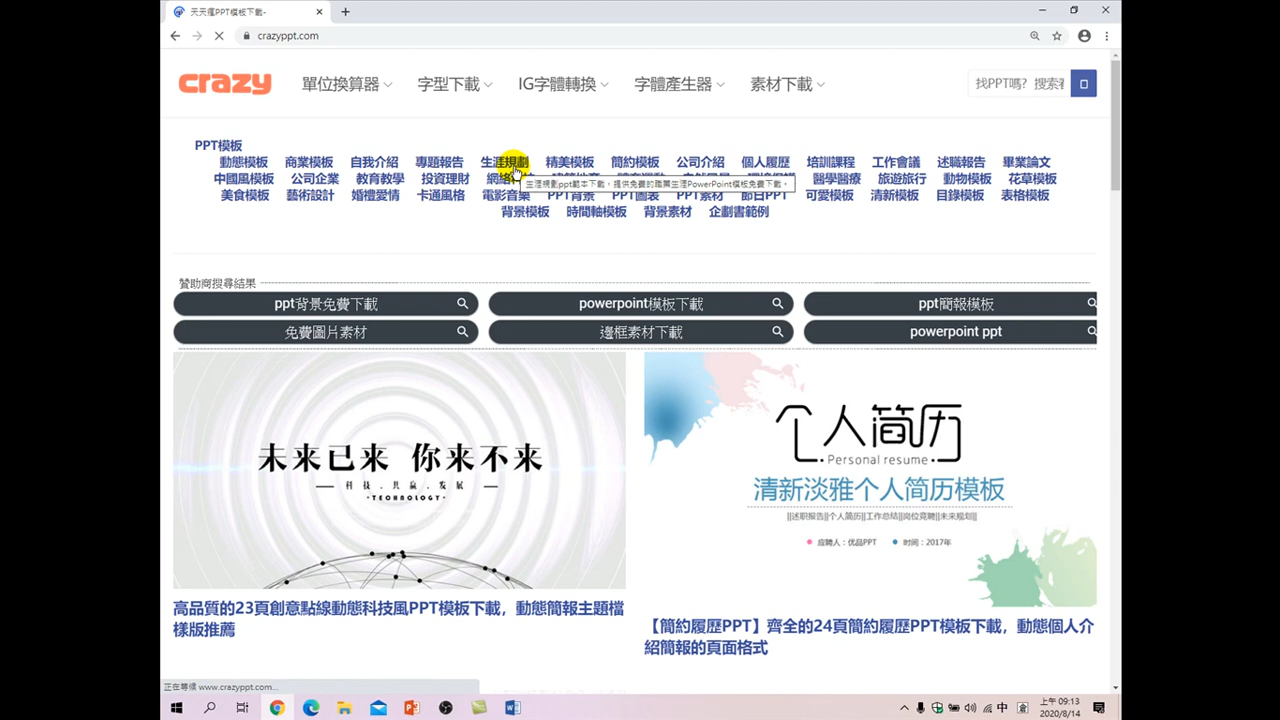 天天瘋PPT模板下載-
crazyppt.com
crazy 單位換算器 字型下載 IG字體轉換 字體產生器 素材下載 找PPT嗎? 搜索看
PPT模板
動態模板 商業模板 自我介紹 專題報告 生涯規劃 精美模板 簡約模板 公司介紹 個人履歷 培訓課程 工作會議 述職報告 畢業論文
中國風模板 公司企業 教育教學 投資理財 醫學醫療 旅遊旅行 動物模板 花草模板
生涯規劃ppt範本下載，提供免費的職業生涯PowerPoint模板免費下載。
美食模板 藝術設計 婚禮愛情 卡通風格 電影音樂 PPT背景 PPT圖表 PPT素材 節日PPT 可愛模板 清新模板 目錄模板 表格模板
背景模板 時間軸模板 背景素材 企劃書範例
贊助商搜尋結果
ppt背景免費下載 powerpoint模板下載 ppt簡報模板
免費圖片素材 邊框素材下載 powerpoint ppt
未来已来 你来不来
科技.共赢.发展
·TECHNOLOGY·
高品質的23頁創意點線動態科技風PPT模板下載，動態簡報主題檔
樣版推薦
个人简历
Personal resume
清新淡雅个人简历模板
||述职报告||个人简历||工作总结||岗位竞聘||未来规划||
应聘人：优品PPT 时间：2017年
【簡約履歷PPT】齊全的24頁簡約履歷PPT模板下載，動態個人介
紹簡報的頁面格式
正在等候 www.crazyppt.com...
中
上午 09:13
2020/8/14